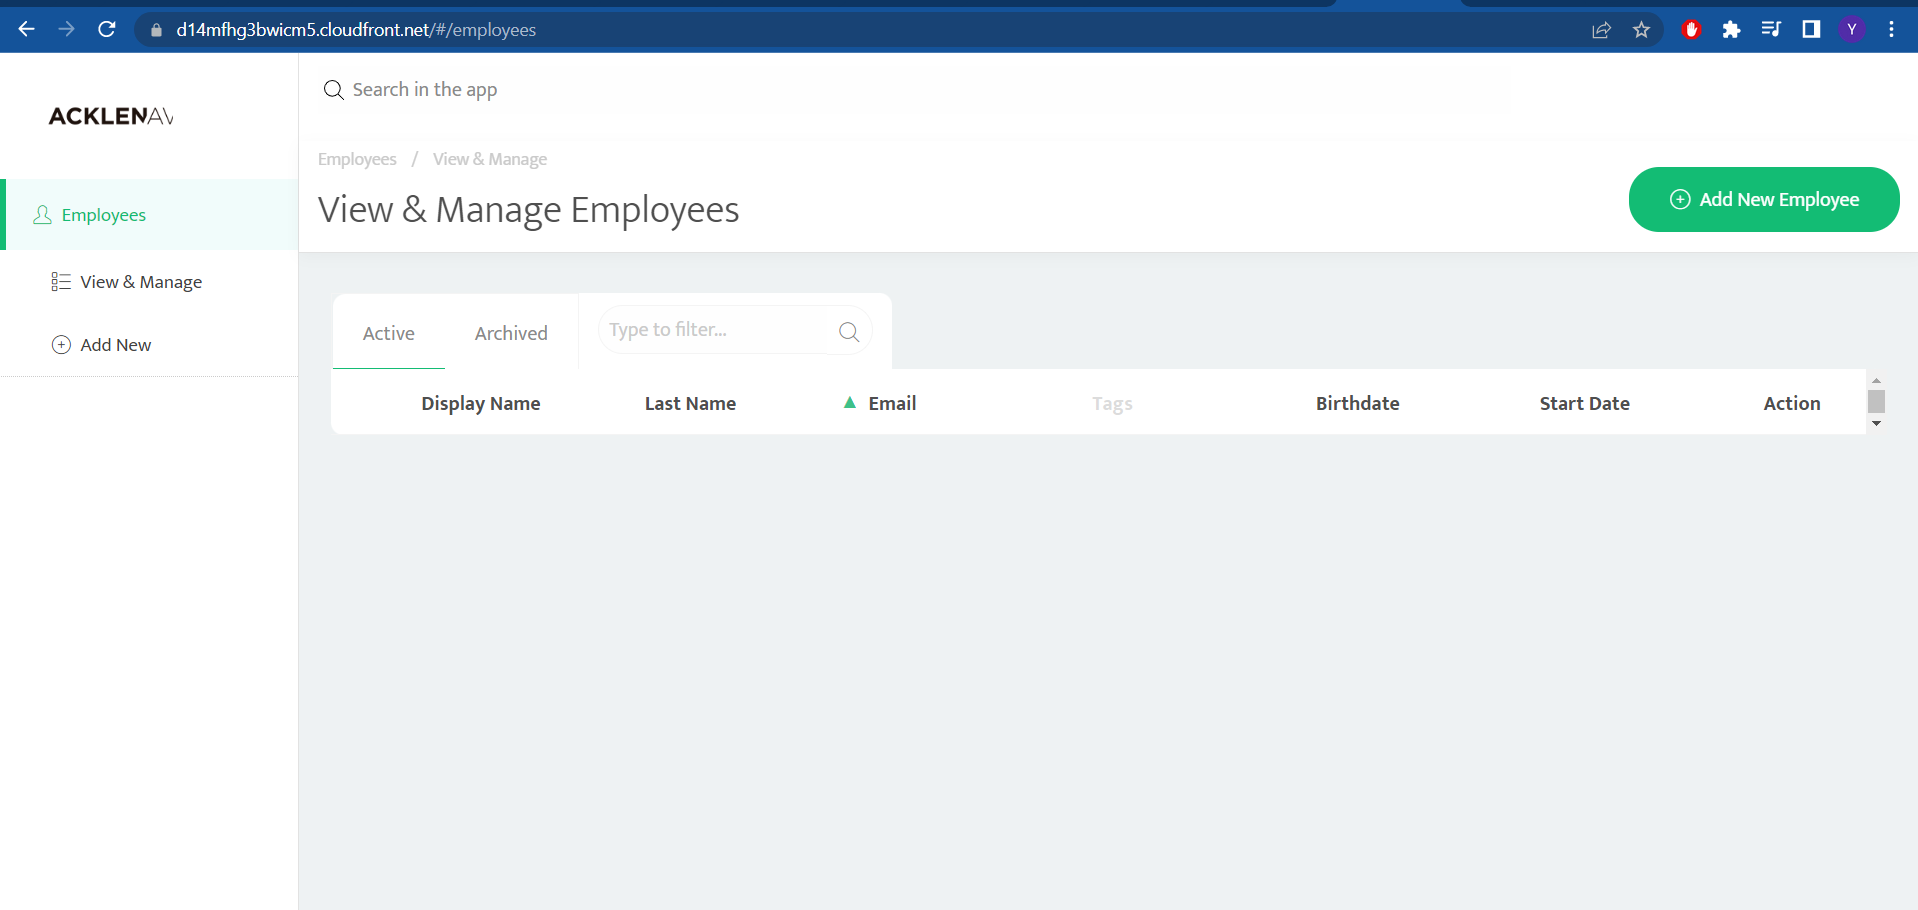 d14mfhg3bwicm5.cloudfront.net/#/employees
Y
ACKLENAV
Search in the app
Employees / View & Manage
View & Manage Employees
Add New Employee
Employees
View & Manage
Add New
Active Archived Type to filter...
Display Name Last Name ▲ Email Tags Birthdate Start Date Action